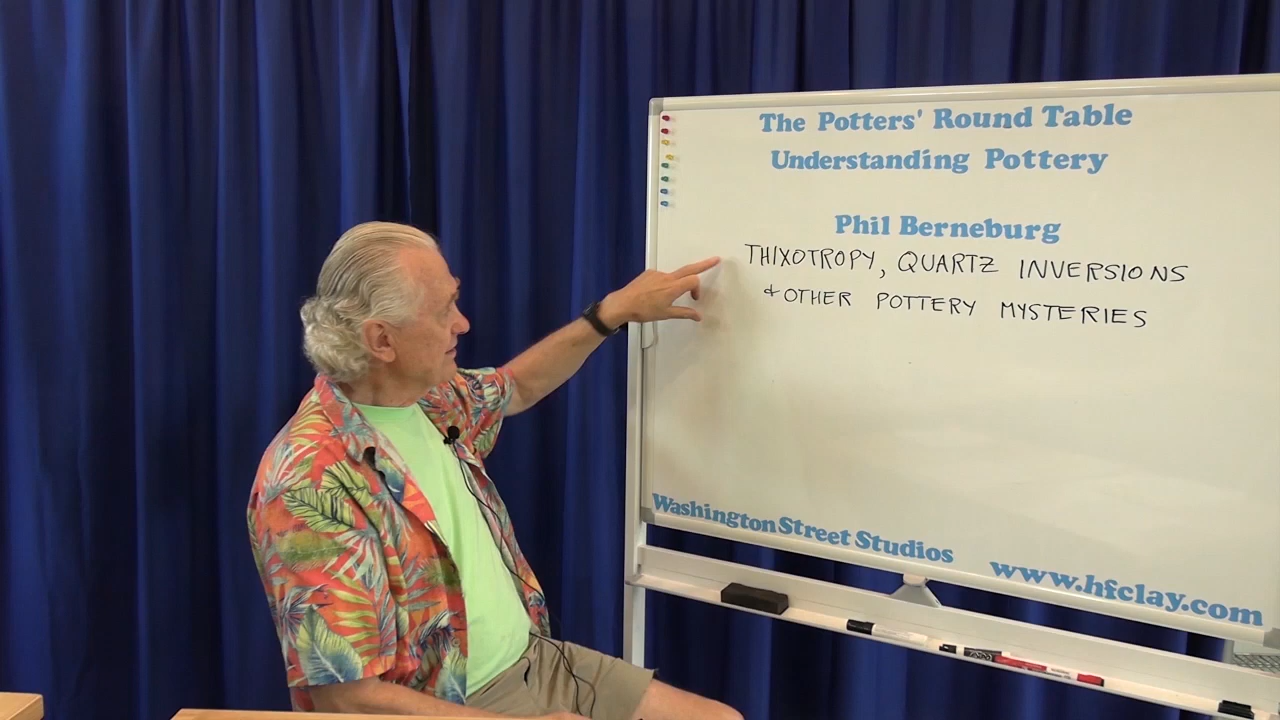 The Potters' Round Table
Understanding Pottery
Phil Berneburg
THIXOTROPY, QUARTZ INVERSIONS
& OTHER POTTERY MYSTERIES
Washington Street Studios
www.hfclay.com